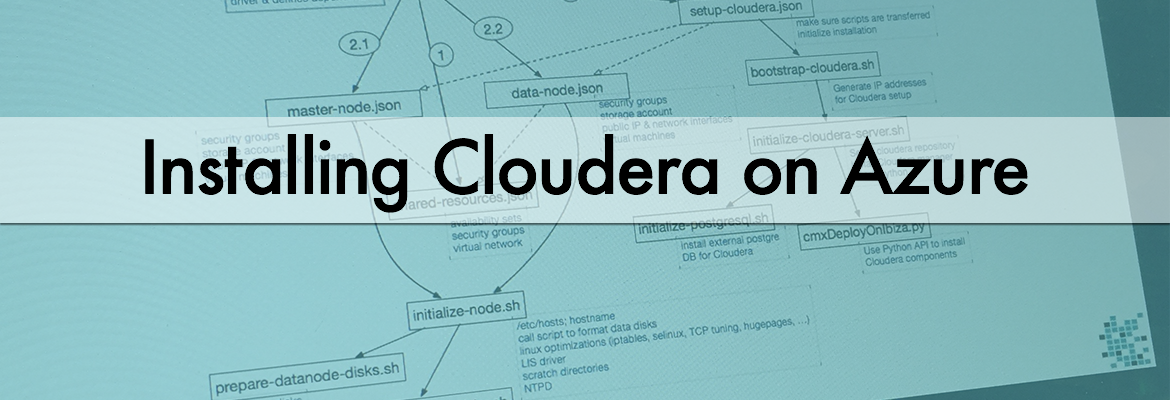 driver & defines
setup-cloudera.json
make sure scripts are transferred
initialize installation
2.1
1
2.2
bootstrap-cloudera.sh
Generate IP addresses
for Cloudera setup
master-node.json
data-node.json
security groups
storage account
public IP & network interfaces
virtual machines
security groups
storage account
initialize-cloudera-server.sh
Installing Cloudera on Azure
shared-resources.json
availability sets
security groups
virtual network
initialize-postgresql.sh
install external postgre
DB for Cloudera
cmxDeployOnIbiza.py
Use Python API to install
Cloudera components
initialize-node.sh
/etc/hosts; hostname
call script to format data disks
linux optimizations (iptables, selinux, TCP tuning, hugepages, ...)
LIS driver
scratch directories
NTPD
prepare-datanode-disks.sh